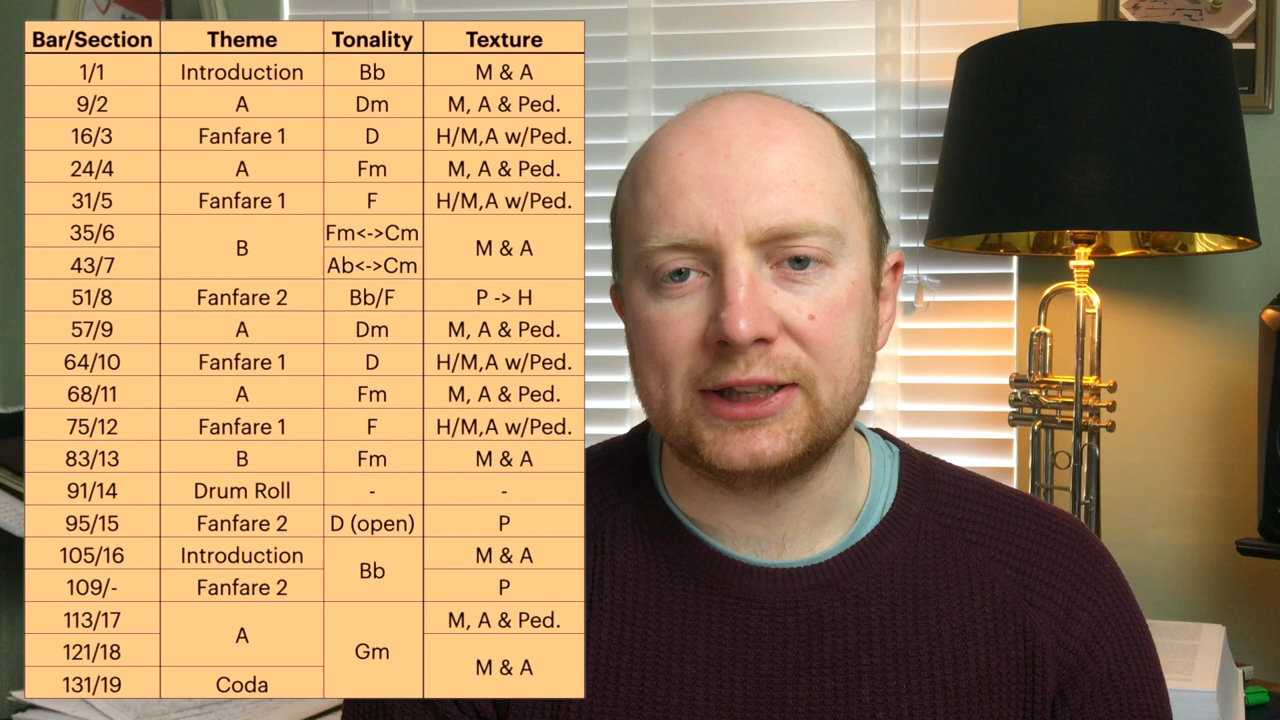 Bar/Section Theme Tonality Texture
1/1 Introduction Bb M & A
9/2 A Dm M, A & Ped.
16/3 Fanfare 1 D H/M,A w/Ped.
24/4 A Fm M, A & Ped.
31/5 Fanfare 1 F H/M,A w/Ped.
35/6 B Fm<->Cm M & A
43/7 Ab<->Cm
51/8 Fanfare 2 Bb/F P -> H
57/9 A Dm M, A & Ped.
64/10 Fanfare 1 D H/M,A w/Ped.
68/11 A Fm M, A & Ped.
75/12 Fanfare 1 F H/M,A w/Ped.
83/13 B Fm M & A
91/14 Drum Roll - -
95/15 Fanfare 2 D (open) P
105/16 Introduction Bb M & A
109/- Fanfare 2 P
113/17 A Gm M, A & Ped.
121/18 M & A
131/19 Coda